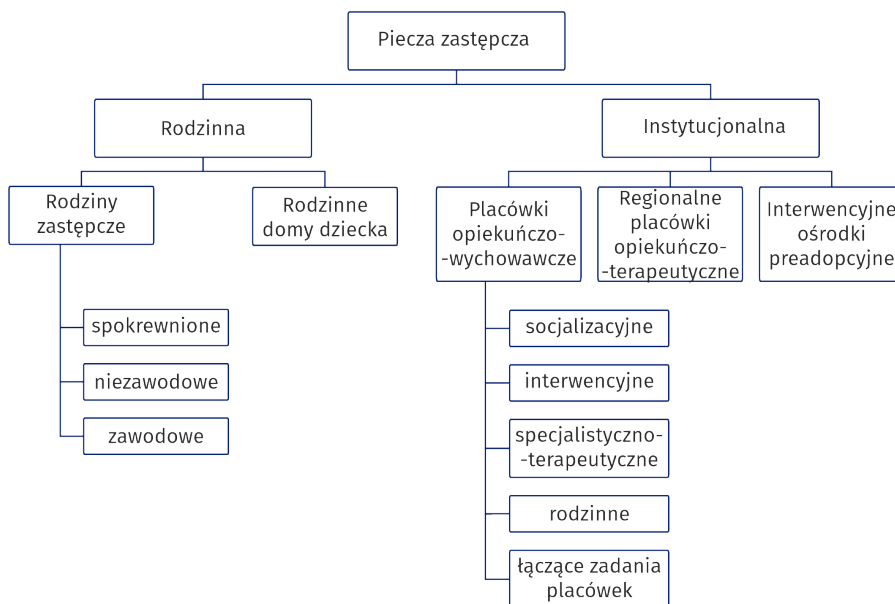 Piecza zastępcza
Rodzinna
Instytucjonalna
Rodziny
zastępcze
Rodzinne
domy dziecka
Placówki
opiekuńczo-
-wychowawcze
Regionalne
placówki
opiekuńczo-
-terapeutyczne
Interwencyjne
ośrodki
preadopcyjne
spokrewnione
niezawodowe
zawodowe
socjalizacyjne
interwencyjne
specjalistyczno-
-terapeutyczne
rodzinne
łączące zadania
placówek